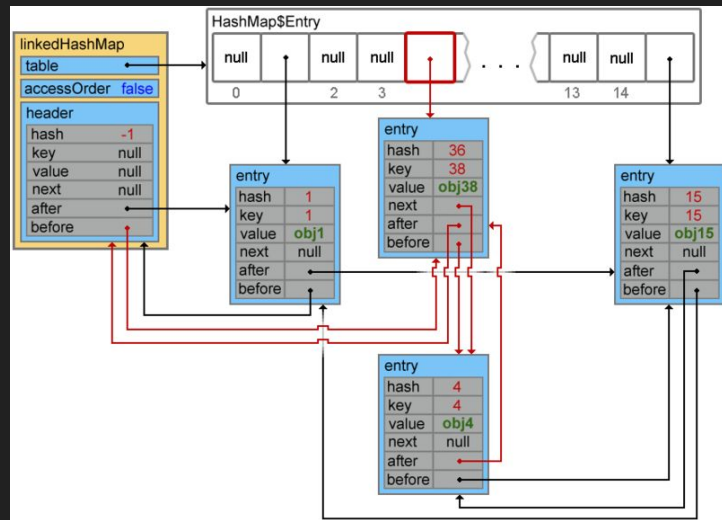 HashMap$Entry
null
null
null
. . .
null
null
0
2
3
13
14
linkedHashMap
table
accessOrder false
header
hash -1
key null
value null
next null
after
before
entry
hash 1
key 1
value obj1
next null
after
before
entry
hash 36
key 38
value obj38
next
after
before
entry
hash 15
key 15
value obj15
next null
after
before
entry
hash 4
key 4
value obj4
next null
after
before